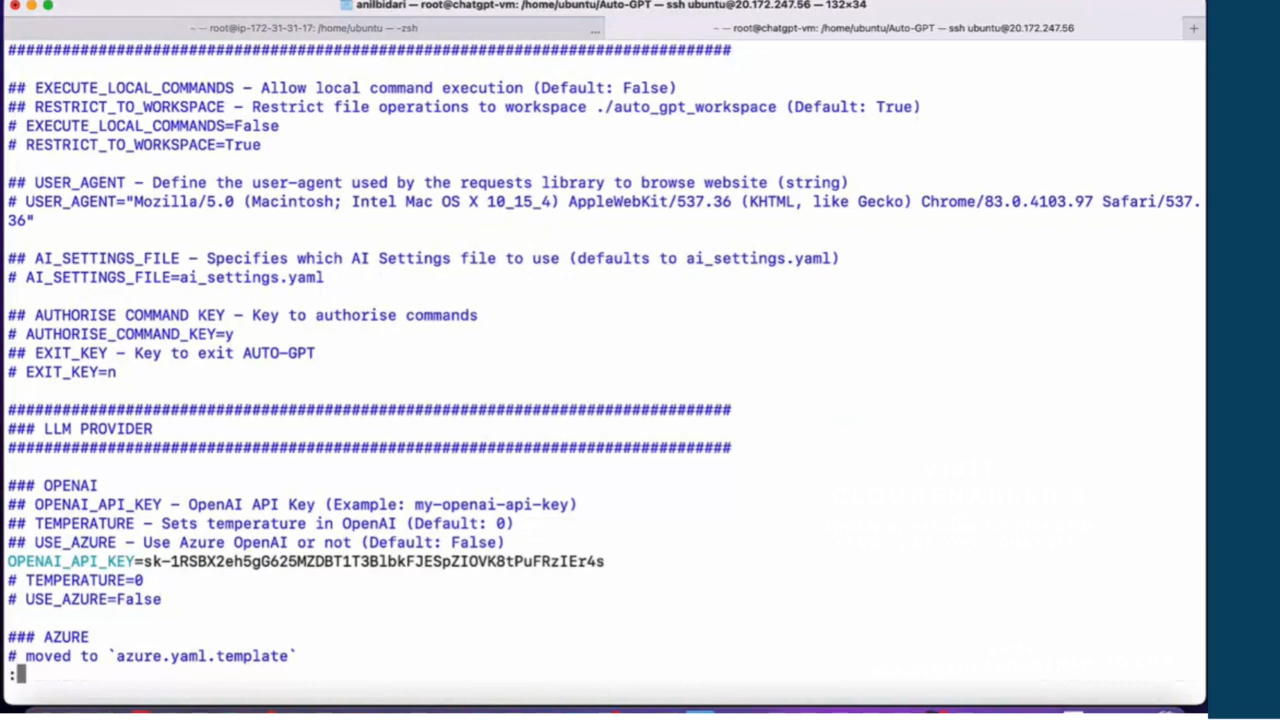 anilbidari — root@chatgpt-vm: /home/ubuntu/Auto-GPT — ssh ubuntu@20.172.247.56 — 132×34
~ — root@ip-172-31-31-17: /home/ubuntu — -zsh ... ~ — root@chatgpt-vm: /home/ubuntu/Auto-GPT — ssh ubuntu@20.172.247.56 +
################################################################################
## EXECUTE_LOCAL_COMMANDS - Allow local command execution (Default: False)
## RESTRICT_TO_WORKSPACE - Restrict file operations to workspace ./auto_gpt_workspace (Default: True)
# EXECUTE_LOCAL_COMMANDS=False
# RESTRICT_TO_WORKSPACE=True
## USER_AGENT - Define the user-agent used by the requests library to browse website (string)
# USER_AGENT="Mozilla/5.0 (Macintosh; Intel Mac OS X 10_15_4) AppleWebKit/537.36 (KHTML, like Gecko) Chrome/83.0.4103.97 Safari/537.
36"
## AI_SETTINGS_FILE - Specifies which AI Settings file to use (defaults to ai_settings.yaml)
# AI_SETTINGS_FILE=ai_settings.yaml
## AUTHORISE COMMAND KEY - Key to authorise commands
# AUTHORISE_COMMAND_KEY=y
## EXIT_KEY - Key to exit AUTO-GPT
# EXIT_KEY=n
################################################################################
### LLM PROVIDER
################################################################################
### OPENAI
## OPENAI_API_KEY - OpenAI API Key (Example: my-openai-api-key)
## TEMPERATURE - Sets temperature in OpenAI (Default: 0)
## USE_AZURE - Use Azure OpenAI or not (Default: False)
OPENAI_API_KEY=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
# TEMPERATURE=0
# USE_AZURE=False
### AZURE
# moved to `azure.yaml.template`
: